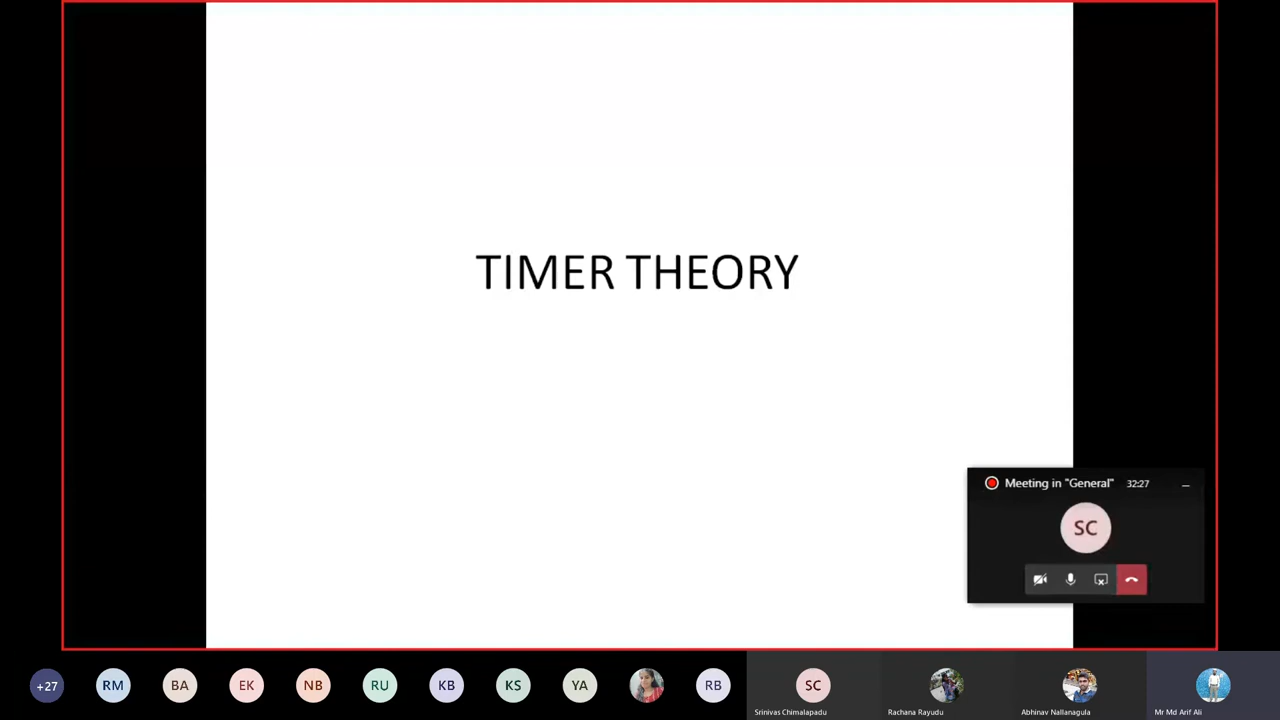 TIMER THEORY
Meeting in "General" 32:27
SC
+27 RM BA EK NB RU KB KS YA RB SC
Srinivas Chimalapadu Rachana Rayudu Abhinav Nallanagula Mr Md Arif Ali